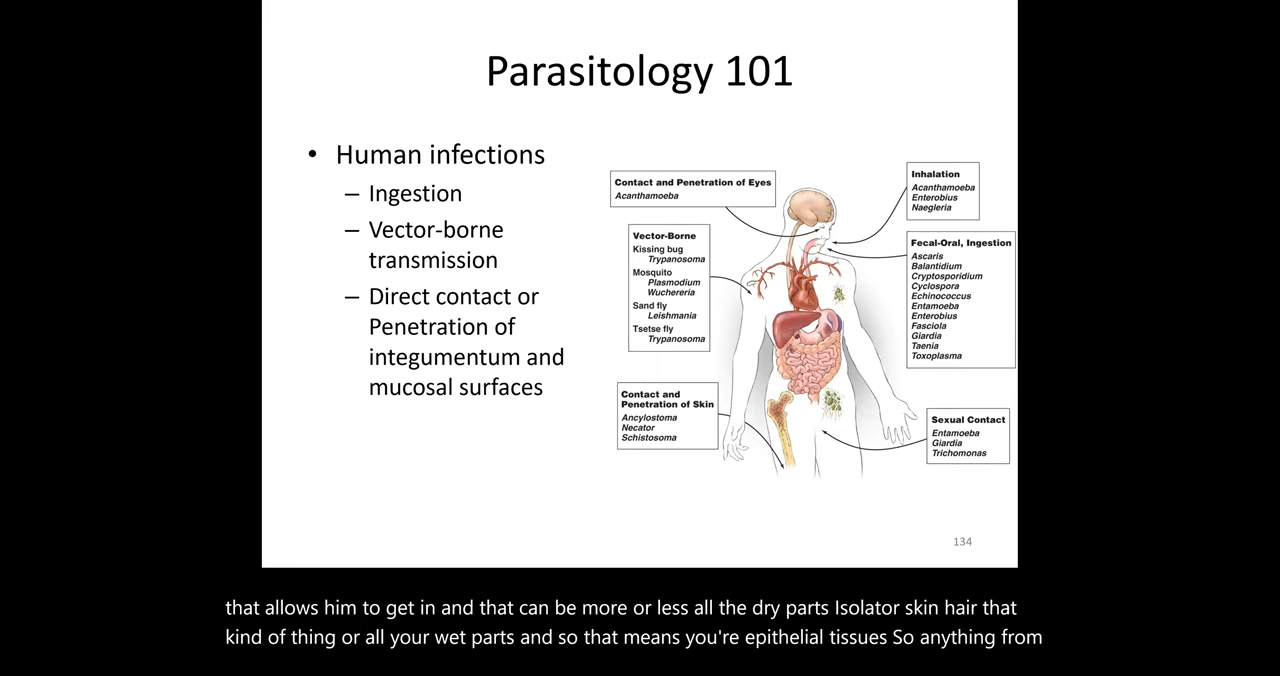 Parasitology 101
• Human infections
– Ingestion
– Vector-borne
transmission
– Direct contact or
Penetration of
integumentum and
mucosal surfaces
Contact and Penetration of Eyes
Acanthamoeba
Vector-Borne
Kissing bug
Trypanosoma
Mosquito
Plasmodium
Wuchereria
Sand fly
Leishmania
Tsetse fly
Trypanosoma
Contact and
Penetration of Skin
Ancylostoma
Necator
Schistosoma
Inhalation
Acanthamoeba
Enterobius
Naegleria
Fecal-Oral, Ingestion
Ascaris
Balantidium
Cryptosporidium
Cyclospora
Echinococcus
Entamoeba
Enterobius
Fasciola
Giardia
Taenia
Toxoplasma
Sexual Contact
Entamoeba
Giardia
Trichomonas
134
that allows him to get in and that can be more or less all the dry parts Isolator skin hair that
kind of thing or all your wet parts and so that means you're epithelial tissues So anything from